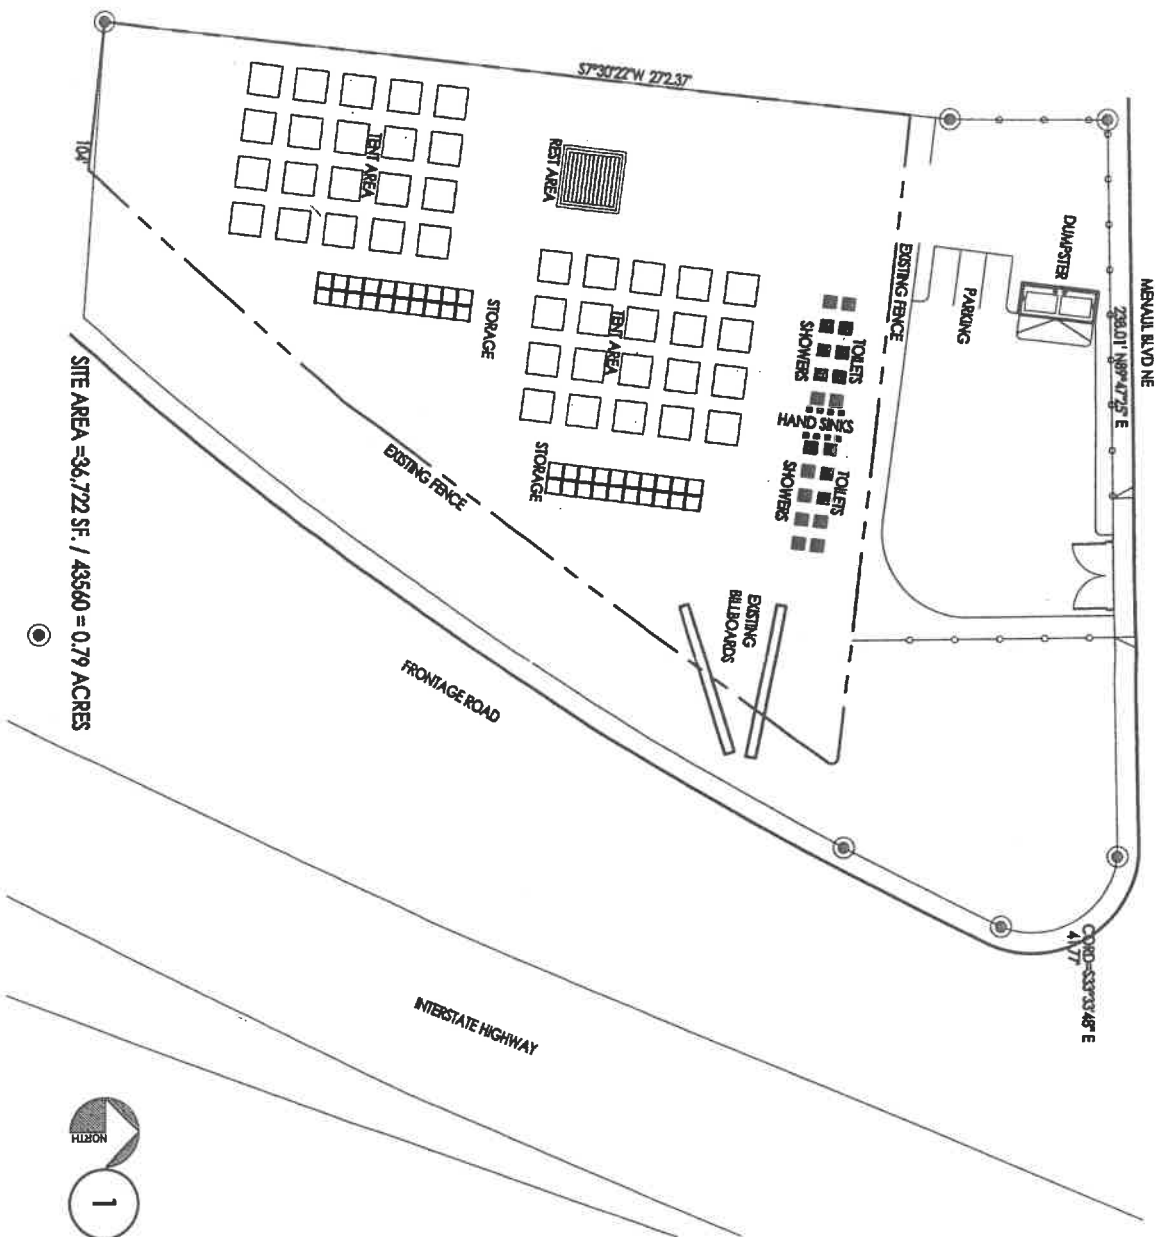 S7°30'22"W 272.37'
104'
TENT AREA
REST AREA
STORAGE
TENT AREA
STORAGE
EXISTING FENCE
TOILETS
SHOWERS
HAND SINKS
TOILETS
SHOWERS
EXISTING FENCE
PARKING
DUMPSTER
MENAUL BLVD NE
238.01' N89°47'25" E
EXISTING
BILLBOARDS
FRONTAGE ROAD
INTERSTATE HIGHWAY
CORD=S33°33'48" E
41.77'
SITE AREA =36,722 SF. / 43560 = 0.79 ACRES
NORTH
1